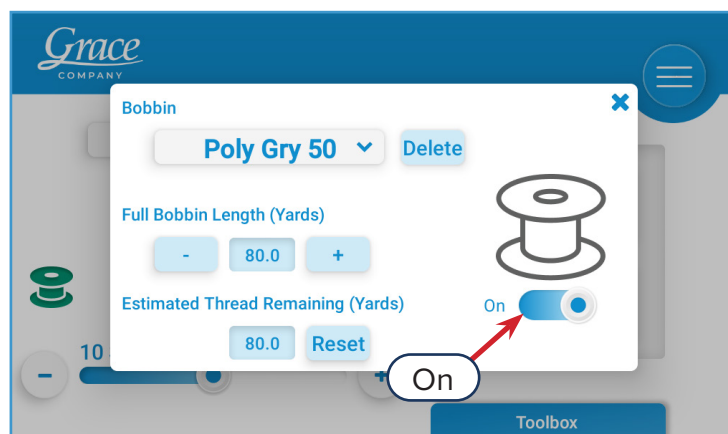 Grace
COMPANY
Bobbin
Poly Gry 50
Delete
Full Bobbin Length (Yards)
- 80.0 +
Estimated Thread Remaining (Yards)
80.0 Reset
On
On
10
- +
Toolbox